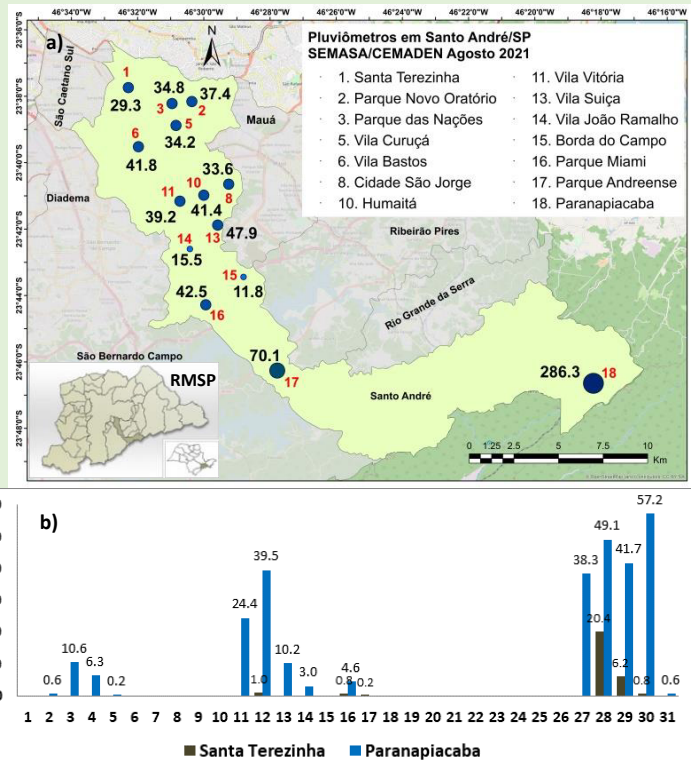 46°34'0"W 46°32'0"W 46°30'0"W 46°28'0"W 46°26'0"W 46°24'0"W 46°22'0"W 46°20'0"W 46°18'0"W 46°16'0"W
23°36'0"S
23°38'0"S
23°40'0"S
23°42'0"S
23°44'0"S
23°46'0"S
23°48'0"S
a)
N
Pluviômetros em Santo André/SP
SEMASA/CEMADEN Agosto 2021
· 1. Santa Terezinha
· 2. Parque Novo Oratório
· 3. Parque das Nações
· 5. Vila Curuçá
· 6. Vila Bastos
· 8. Cidade São Jorge
· 10. Humaitá
· 11. Vila Vitória
· 13. Vila Suiça
· 14. Vila João Ramalho
· 15. Borda do Campo
· 16. Parque Miami
· 17. Parque Andreense
· 18. Paranapiacaba
São Caetano Sul
Mauá
Diadema
Ribeirão Pires
Rio Grande da Serra
São Bernardo Campo
Santo André
1
29.3
34.8
3
37.4
2
5
34.2
6
41.8
33.6
8
10
41.4
11
39.2
13
47.9
14
15.5
15
11.8
42.5
16
70.1
17
286.3
18
RMSP
0 1.25 2.5 5 7.5 10
Km
b)
0.6
10.6
6.3
0.2
24.4
1.0
39.5
10.2
3.0
0.8
4.6
0.2
38.3
20.4
49.1
6.2
41.7
0.8
57.2
0.6
1 2 3 4 5 6 7 8 9 10 11 12 13 14 15 16 17 18 19 20 21 22 23 24 25 26 27 28 29 30 31
Santa Terezinha Paranapiacaba